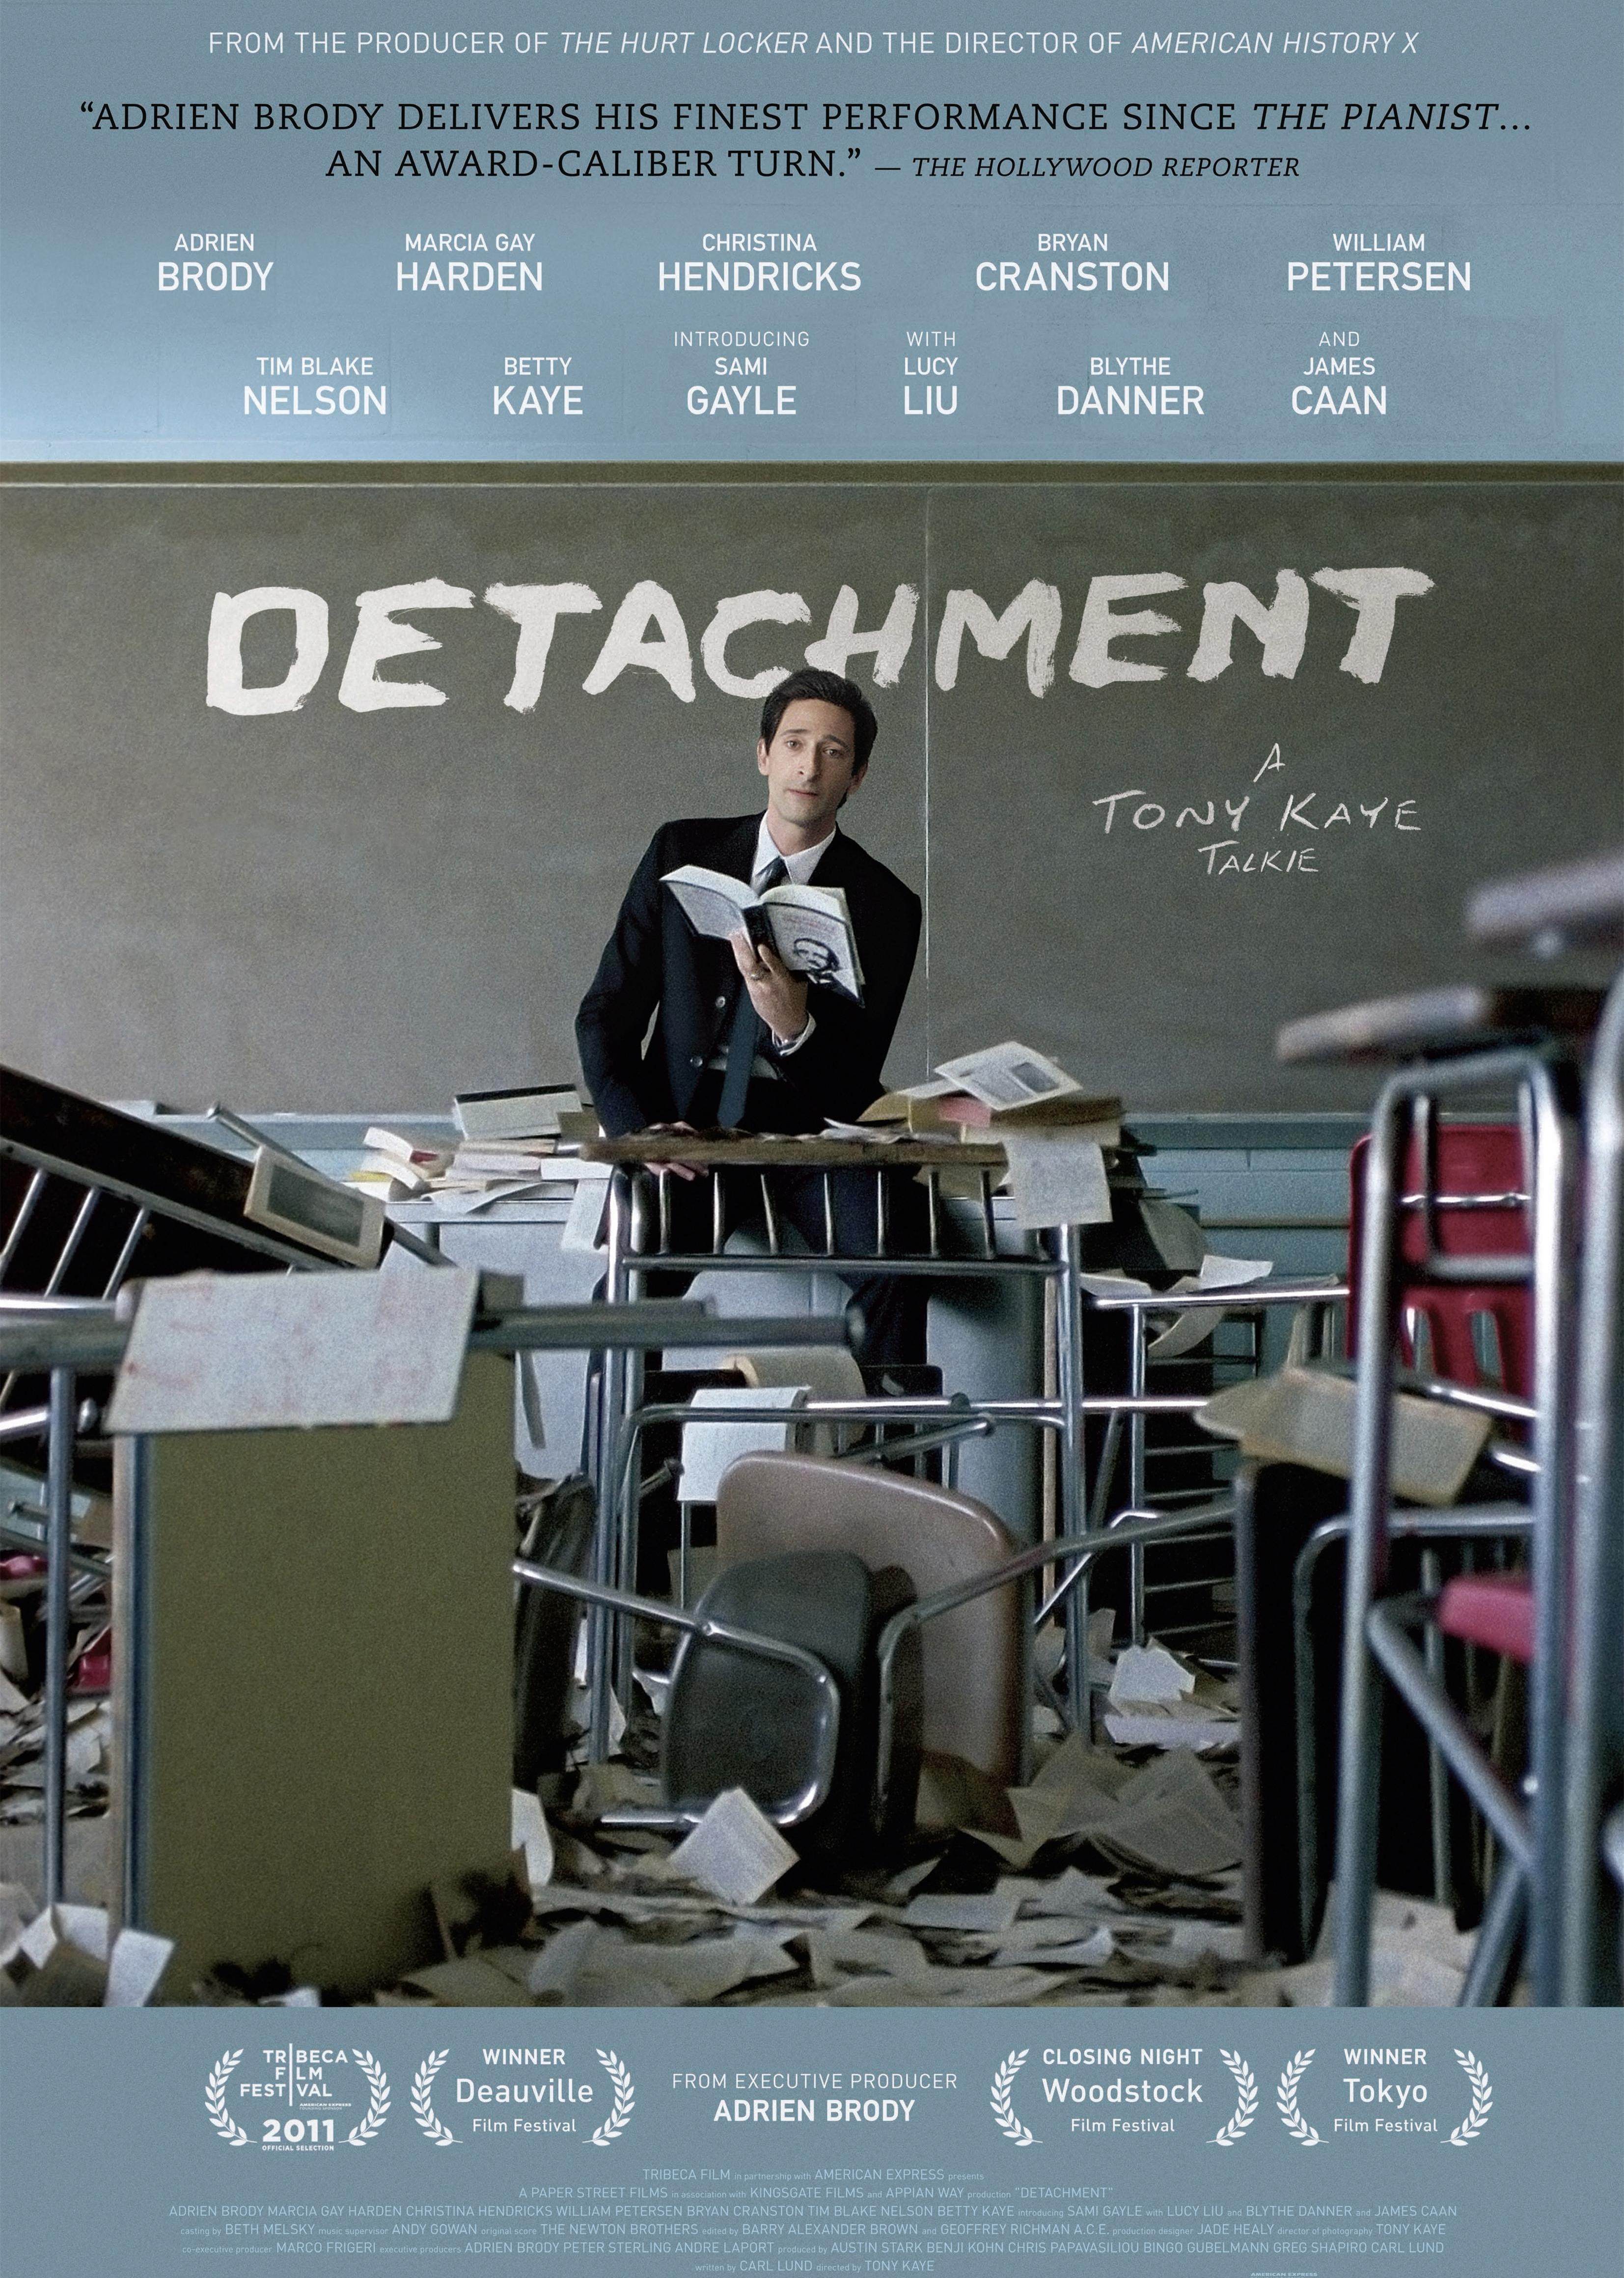 FROM THE PRODUCER OF THE HURT LOCKER AND THE DIRECTOR OF AMERICAN HISTORY X
“ADRIEN BRODY DELIVERS HIS FINEST PERFORMANCE SINCE THE PIANIST...
AN AWARD-CALIBER TURN.” — THE HOLLYWOOD REPORTER
ADRIEN BRODY
MARCIA GAY HARDEN
CHRISTINA HENDRICKS
BRYAN CRANSTON
WILLIAM PETERSEN
TIM BLAKE NELSON
BETTY KAYE
INTRODUCING SAMI GAYLE
WITH LUCY LIU
BLYTHE DANNER
AND JAMES CAAN
DETACHMENT
A
TONY KAYE
TALKIE
TRIBECA
FILM
FESTIVAL
AMERICAN EXPRESS
2011
OFFICIAL SELECTION
WINNER
Deauville
Film Festival
FROM EXECUTIVE PRODUCER
ADRIEN BRODY
CLOSING NIGHT
Woodstock
Film Festival
WINNER
Tokyo
Film Festival
TRIBECA FILM in partnership with AMERICAN EXPRESS presents
A PAPER STREET FILMS in association with KINGSGATE FILMS and APPIAN WAY production "DETACHMENT"
ADRIEN BRODY MARCIA GAY HARDEN CHRISTINA HENDRICKS WILLIAM PETERSEN BRYAN CRANSTON TIM BLAKE NELSON BETTY KAYE introducing SAMI GAYLE with LUCY LIU and BLYTHE DANNER and JAMES CAAN
casting by BETH MELSKY music supervisor ANDY GOWAN original score THE NEWTON BROTHERS edited by BARRY ALEXANDER BROWN and GEOFFREY RICHMAN A.C.E. production designer JADE HEALY director of photography TONY KAYE
co-executive producer MARCO FRIGERI executive producers ADRIEN BRODY PETER STERLING ANDRE LAPORT produced by AUSTIN STARK BENJI KOHN CHRIS PAPAVASILIOU BINGO GUBELMANN GREG SHAPIRO CARL LUND
written by CARL LUND directed by TONY KAYE
AMERICAN EXPRESS